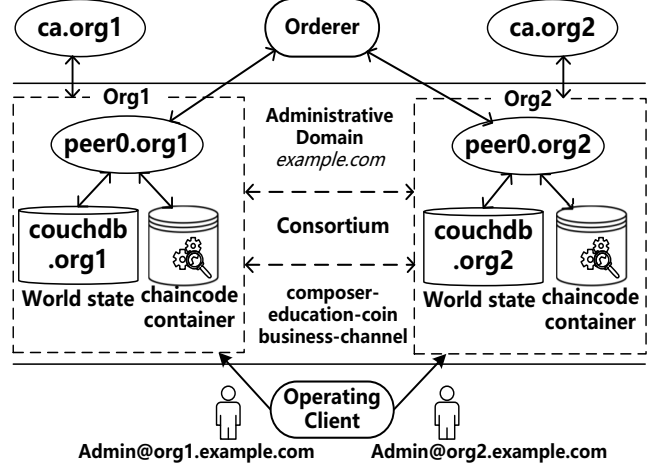 ca.org1
Orderer
ca.org2
Org1
Org2
peer0.org1
Administrative
Domain
example.com
peer0.org2
couchdb
.org1
World state
chaincode
container
Consortium
couchdb
.org2
World state
chaincode
container
composer-
education-coin
business-channel
Operating
Client
Admin@org1.example.com
Admin@org2.example.com